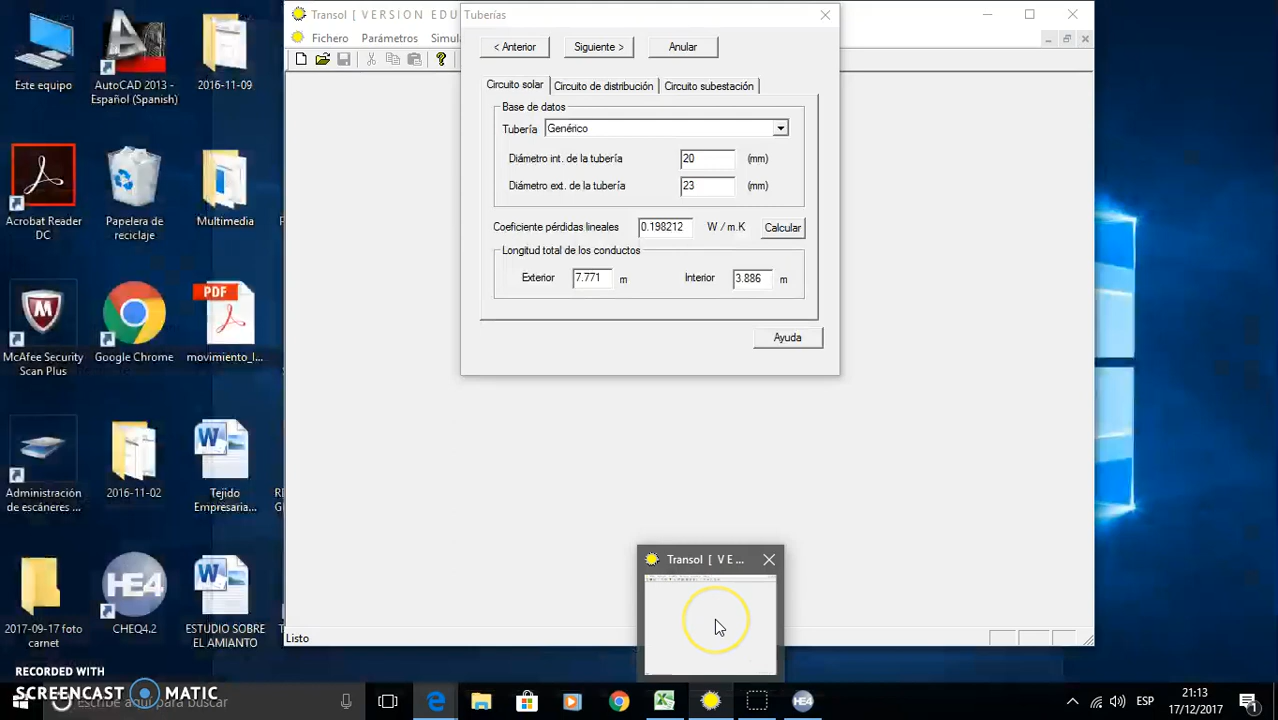 Este equipo
AutoCAD 2013 -
Español (Spanish)
2016-11-09
Acrobat Reader
DC
Papelera de
reciclaje
Multimedia
McAfee Security
Scan Plus
Google Chrome
PDF
movimiento_l...
Administración
de escáneres ...
2016-11-02
Tejido
Empresaria...
2017-09-17 foto
carnet
HE4
CHEQ4.2
ESTUDIO SOBRE
EL AMIANTO
Transol [ V E R S I O N E D U
Fichero Parámetros Simula
Tuberías
< Anterior Siguiente > Anular
Circuito solar Circuito de distribución Circuito subestación
Base de datos
Tubería Genérico
Diámetro int. de la tubería 20 (mm)
Diámetro ext. de la tubería 23 (mm)
Coeficiente pérdidas lineales 0.198212 W / m.K Calcular
Longitud total de los conductos
Exterior 7.771 m Interior 3.886 m
Ayuda
Transol [ V E ...
Listo
RECORDED WITH
SCREENCAST MATIC
Escribe aquí para buscar
HE4
ESP
21:13
17/12/2017
1